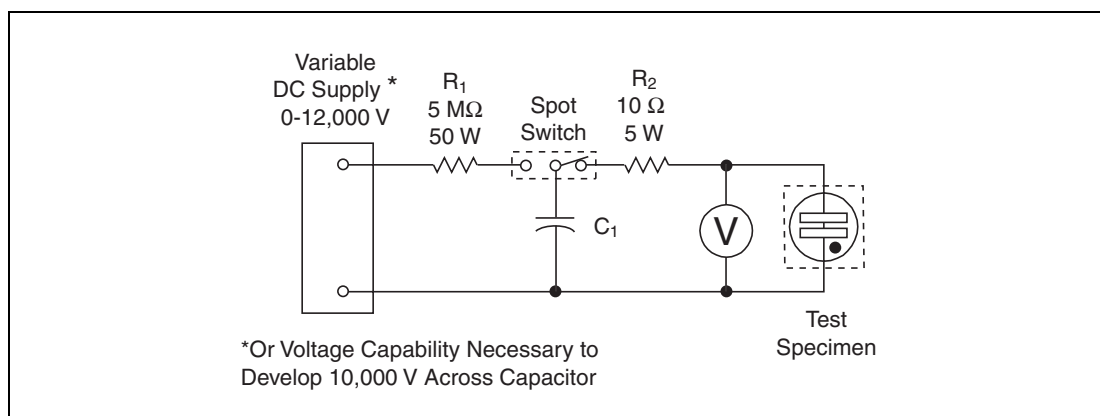 Variable
DC Supply *
0-12,000 V
R1
5 MΩ
50 W
Spot
Switch
R2
10 Ω
5 W
C1
V
Test
Specimen
*Or Voltage Capability Necessary to
Develop 10,000 V Across Capacitor